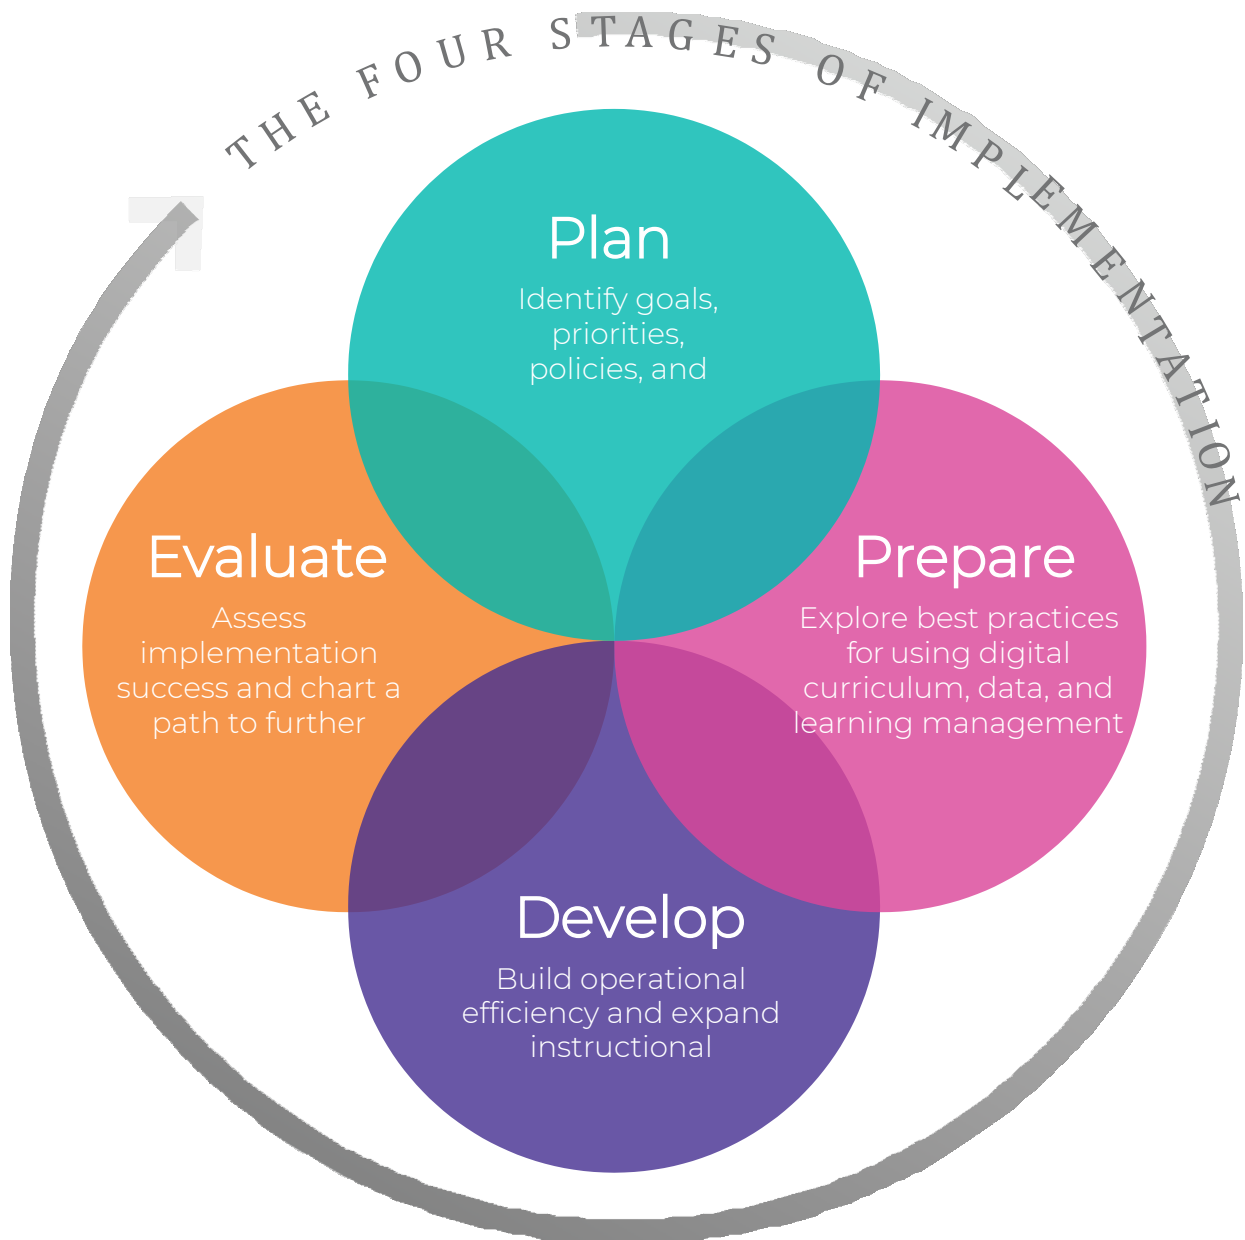 THE FOUR STAGES OF IMPLEMENTATION
Plan
Identify goals,
priorities,
policies, and
Prepare
Explore best practices
for using digital
curriculum, data, and
learning management
Develop
Build operational
efficiency and expand
instructional
Evaluate
Assess
implementation
success and chart a
path to further